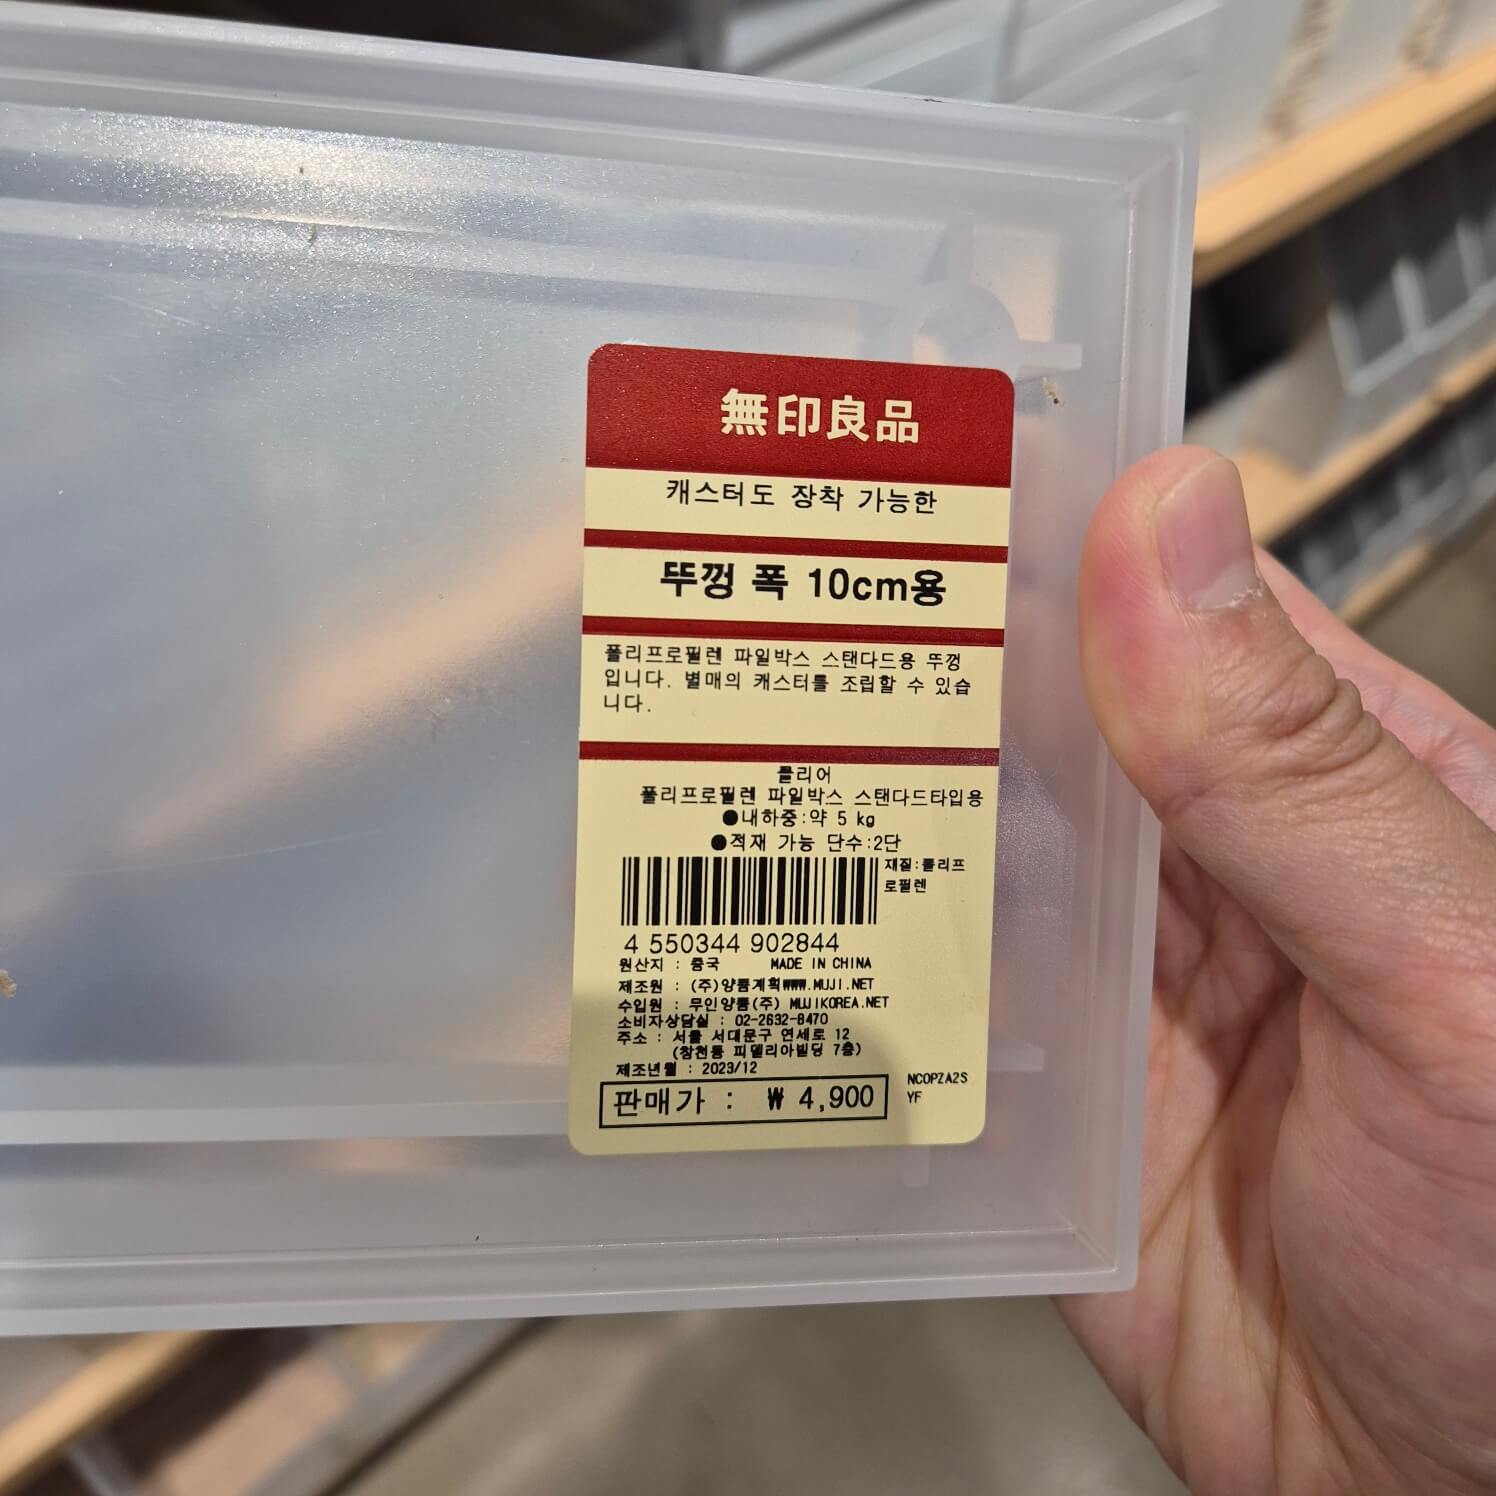 無印良品
캐스터도 장착 가능한
뚜껑 폭 10cm용
폴리프로필렌 파일박스 스탠다드용 뚜껑
입니다. 별매의 캐스터를 조립할 수 있습
니다.
클리어
폴리프로필렌 파일박스 스탠다드타입용
●내하중:약 5 kg
●적재 가능 단수:2단
재질:폴리프
로필렌
4 550344 902844
원산지 : 중국 MADE IN CHINA
제조원 : (주)양품계획WWW.MUJI.NET
수입원 : 무인양품(주) MUJIKOREA.NET
소비자상담실 : 02-2632-8470
주소 : 서울 서대문구 연세로 12
(창천동 피델리아빌딩 7층)
제조년월 : 2023/12
판매가 : ₩ 4,900
NCOPZA2S
YF